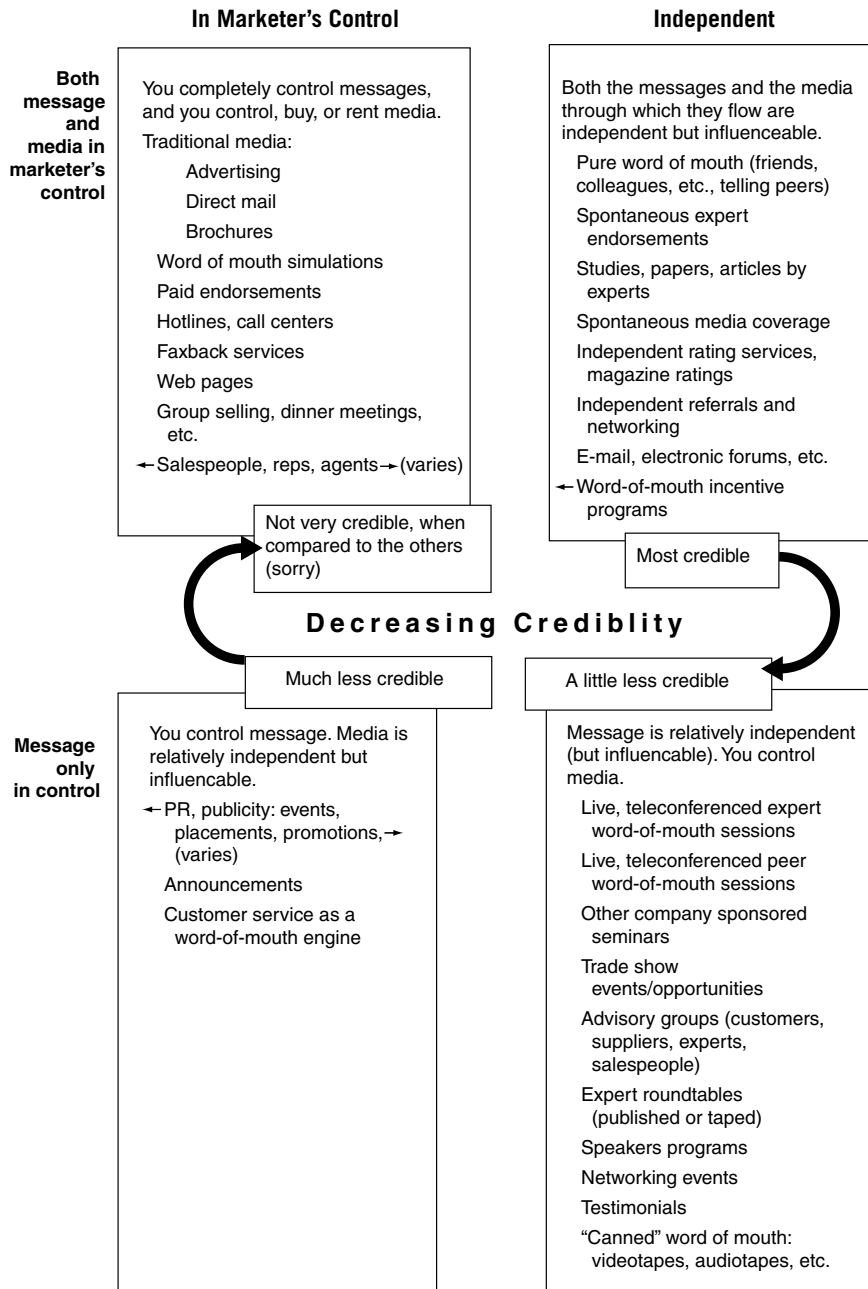 In Marketer’s Control
Independent
Both
message
and
media in
marketer’s
control
You completely control messages,
and you control, buy, or rent media.
Traditional media:
Advertising
Direct mail
Brochures
Word of mouth simulations
Paid endorsements
Hotlines, call centers
Faxback services
Web pages
Group selling, dinner meetings,
etc.
←Salespeople, reps, agents→(varies)
Not very credible, when
compared to the others
(sorry)
Both the messages and the media
through which they flow are
independent but influenceable.
Pure word of mouth (friends,
colleagues, etc., telling peers)
Spontaneous expert
endorsements
Studies, papers, articles by
experts
Spontaneous media coverage
Independent rating services,
magazine ratings
Independent referrals and
networking
E-mail, electronic forums, etc.
←Word-of-mouth incentive
programs
Most credible
Decreasing Crediblity
Much less credible
A little less credible
Message
only
in control
You control message. Media is
relatively independent but
influencable.
←PR, publicity: events,
placements, promotions,→
(varies)
Announcements
Customer service as a
word-of-mouth engine
Message is relatively independent
(but influencable). You control
media.
Live, teleconferenced expert
word-of-mouth sessions
Live, teleconferenced peer
word-of-mouth sessions
Other company sponsored
seminars
Trade show
events/opportunities
Advisory groups (customers,
suppliers, experts,
salespeople)
Expert roundtables
(published or taped)
Speakers programs
Networking events
Testimonials
“Canned” word of mouth:
videotapes, audiotapes, etc.